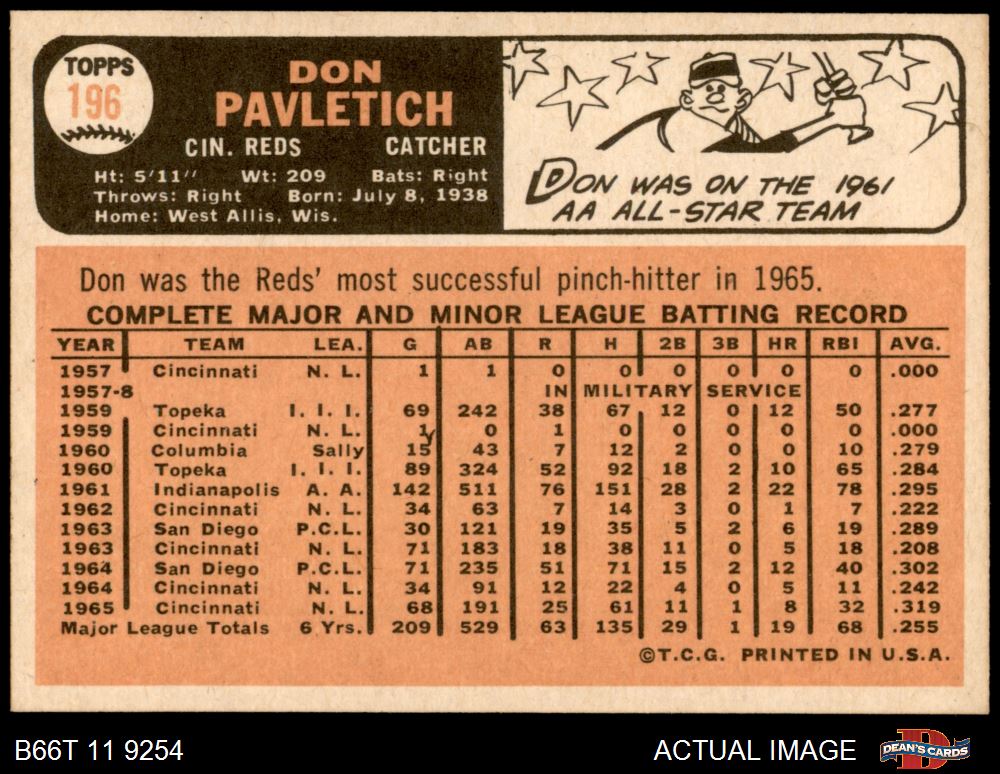 TOPPS
196
DON
PAVLETICH
CIN. REDS CATCHER
Ht: 5'11" Wt: 209 Bats: Right
Throws: Right Born: July 8, 1938
Home: West Allis, Wis.
DON WAS ON THE 1961
AA ALL-STAR TEAM
Don was the Reds' most successful pinch-hitter in 1965.
COMPLETE MAJOR AND MINOR LEAGUE BATTING RECORD
YEAR TEAM LEA. G AB R H 2B 3B HR RBI AVG.
1957 Cincinnati N. L. 1 1 0 0 0 0 0 0 .000
1957-8 IN MILITARY SERVICE
1959 Topeka I. I. I. 69 242 38 67 12 0 12 50 .277
1959 Cincinnati N. L. 1 0 1 0 0 0 0 0 .000
1960 Columbia Sally 15 43 7 12 2 0 0 10 .279
1960 Topeka I. I. I. 89 324 52 92 18 2 10 65 .284
1961 Indianapolis A. A. 142 511 76 151 28 2 22 78 .295
1962 Cincinnati N. L. 34 63 7 14 3 0 1 7 .222
1963 San Diego P.C.L. 30 121 19 35 5 2 6 19 .289
1963 Cincinnati N. L. 71 183 18 38 11 0 5 18 .208
1964 San Diego P.C.L. 71 235 51 71 15 2 12 40 .302
1964 Cincinnati N. L. 34 91 12 22 4 0 5 11 .242
1965 Cincinnati N. L. 68 191 25 61 11 1 8 32 .319
Major League Totals 6 Yrs. 209 529 63 135 29 1 19 68 .255
©T.C.G. PRINTED IN U.S.A.
B66T 11 9254 ACTUAL IMAGE DEAN'S CARDS